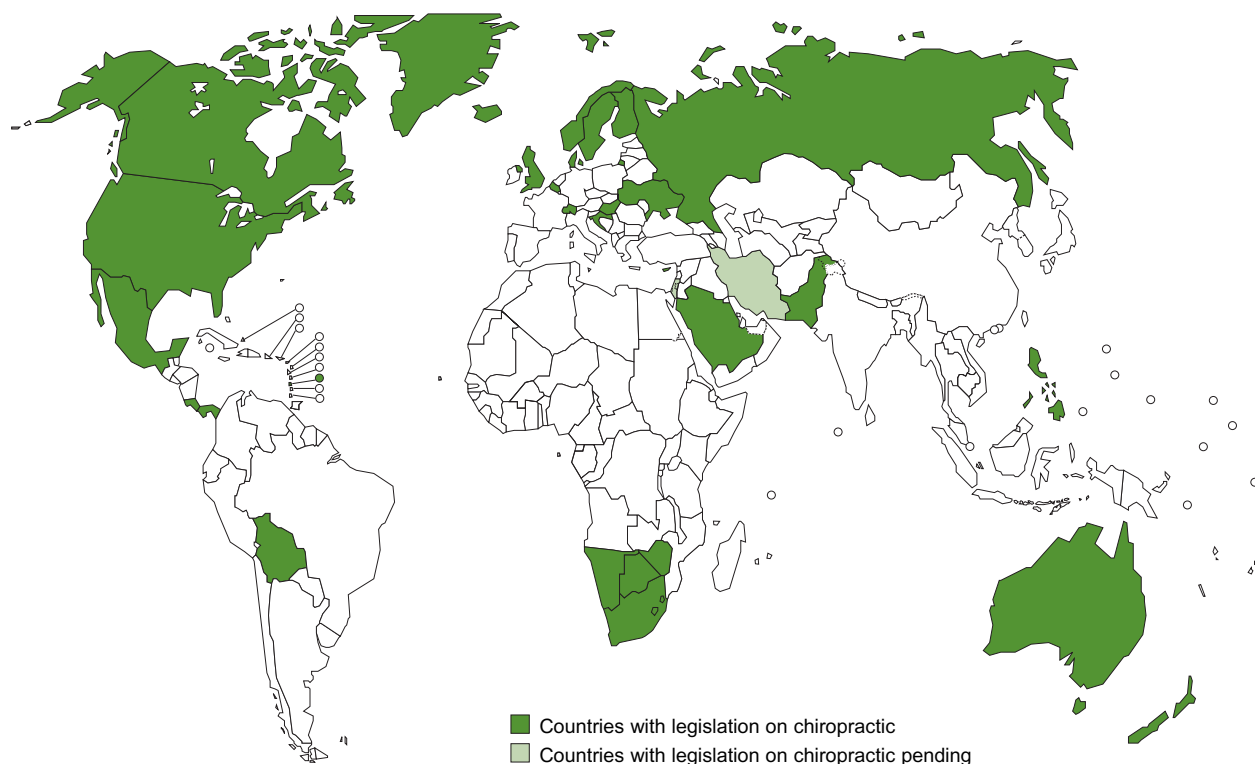 Countries with legislation on chiropractic
Countries with legislation on chiropractic pending